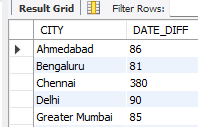 Result Grid Filter Rows:
CITY DATE_DIFF
Ahmedabad 86
Bengaluru 81
Chennai 380
Delhi 90
Greater Mumbai 85